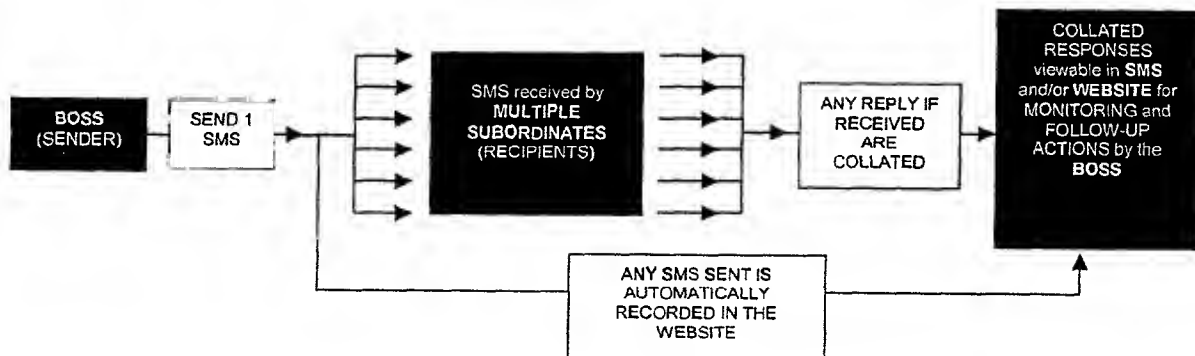 BOSS
(SENDER)
SEND 1
SMS
SMS received by
MULTIPLE
SUBORDINATES
(RECIPIENTS)
ANY REPLY IF
RECEIVED
ARE
COLLATED
COLLATED
RESPONSES
viewable in SMS
and/or WEBSITE for
MONITORING and
FOLLOW-UP
ACTIONS by the
BOSS
ANY SMS SENT IS
AUTOMATICALLY
RECORDED IN THE
WEBSITE